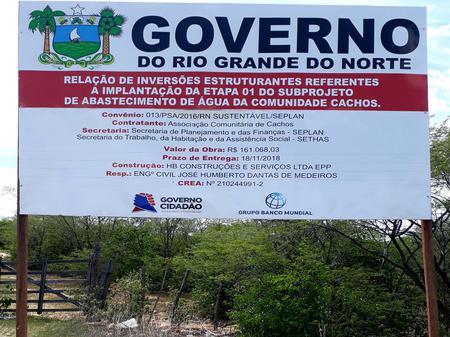 GOVERNO
DO RIO GRANDE DO NORTE
RELAÇÃO DE INVERSÕES ESTRUTURANTES REFERENTES
À IMPLANTAÇÃO DA ETAPA 01 DO SUBPROJETO
DE ABASTECIMENTO DE ÁGUA DA COMUNIDADE CACHOS.
Convênio: 013/PSA/2016/RN SUSTENTÁVEL/SEPLAN
Contratante: Associação Comunitária de Cachos
Secretaria: Secretaria de Planejamento e das Finanças - SEPLAN
Secretaria do Trabalho, da Habitação e da Assistência Social - SETHAS
Valor da Obra: R$ 161.068,03
Prazo de Entrega: 18/11/2018
Construção: HB CONSTRUÇÕES E SERVIÇOS LTDA EPP
Resp.: ENGº CIVIL JOSÉ HUMBERTO DANTAS DE MEDEIROS
CREA: Nº 210244991-2
GOVERNO
CIDADÃO
GRUPO BANCO MUNDIAL